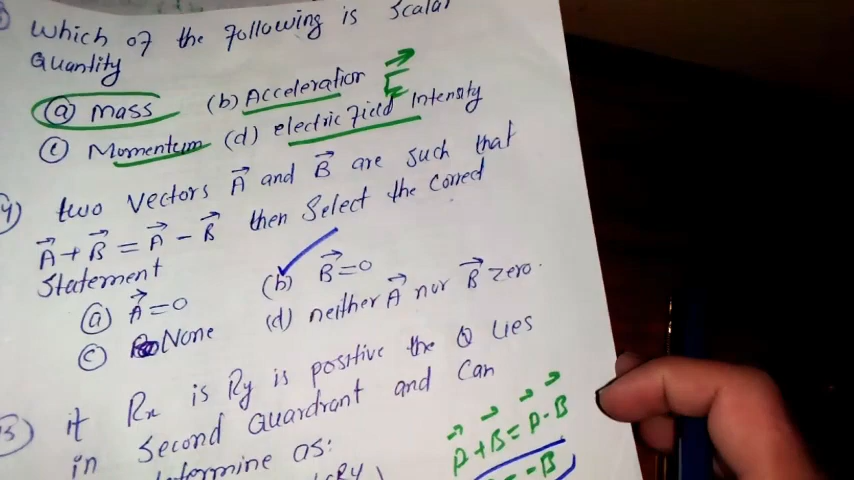 Which of the following is Scalar
Quantity
(a) Mass (b) Acceleration E
(c) Momentum (d) electric field Intensity
4) two Vectors A and B are such that
A + B = A - B then Select the Correct
Statement
(a) A = 0 (b) B = 0
(c) None (d) neither A nor B zero.
15) if Rx is Ry is positive the Q lies
in Second Quardrant and Can
determine as:
P + B = P - B
= -B